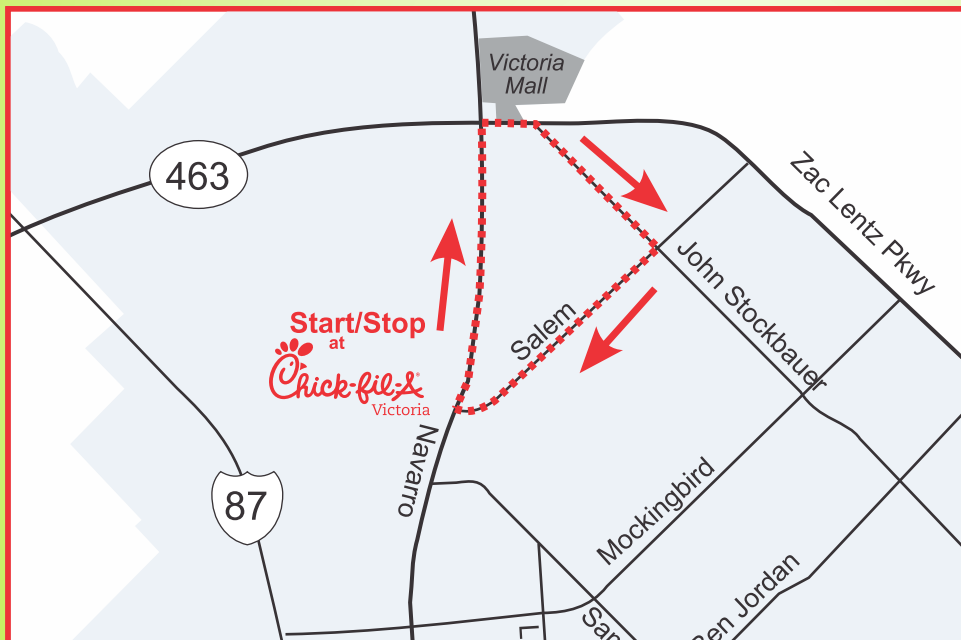 Victoria
Mall
463
Zac Lentz Pkwy
John Stockbauer
Start/Stop
at
Chick-fil-A®
Victoria
Salem
Navarro
87
Mockingbird
Ben Jordan